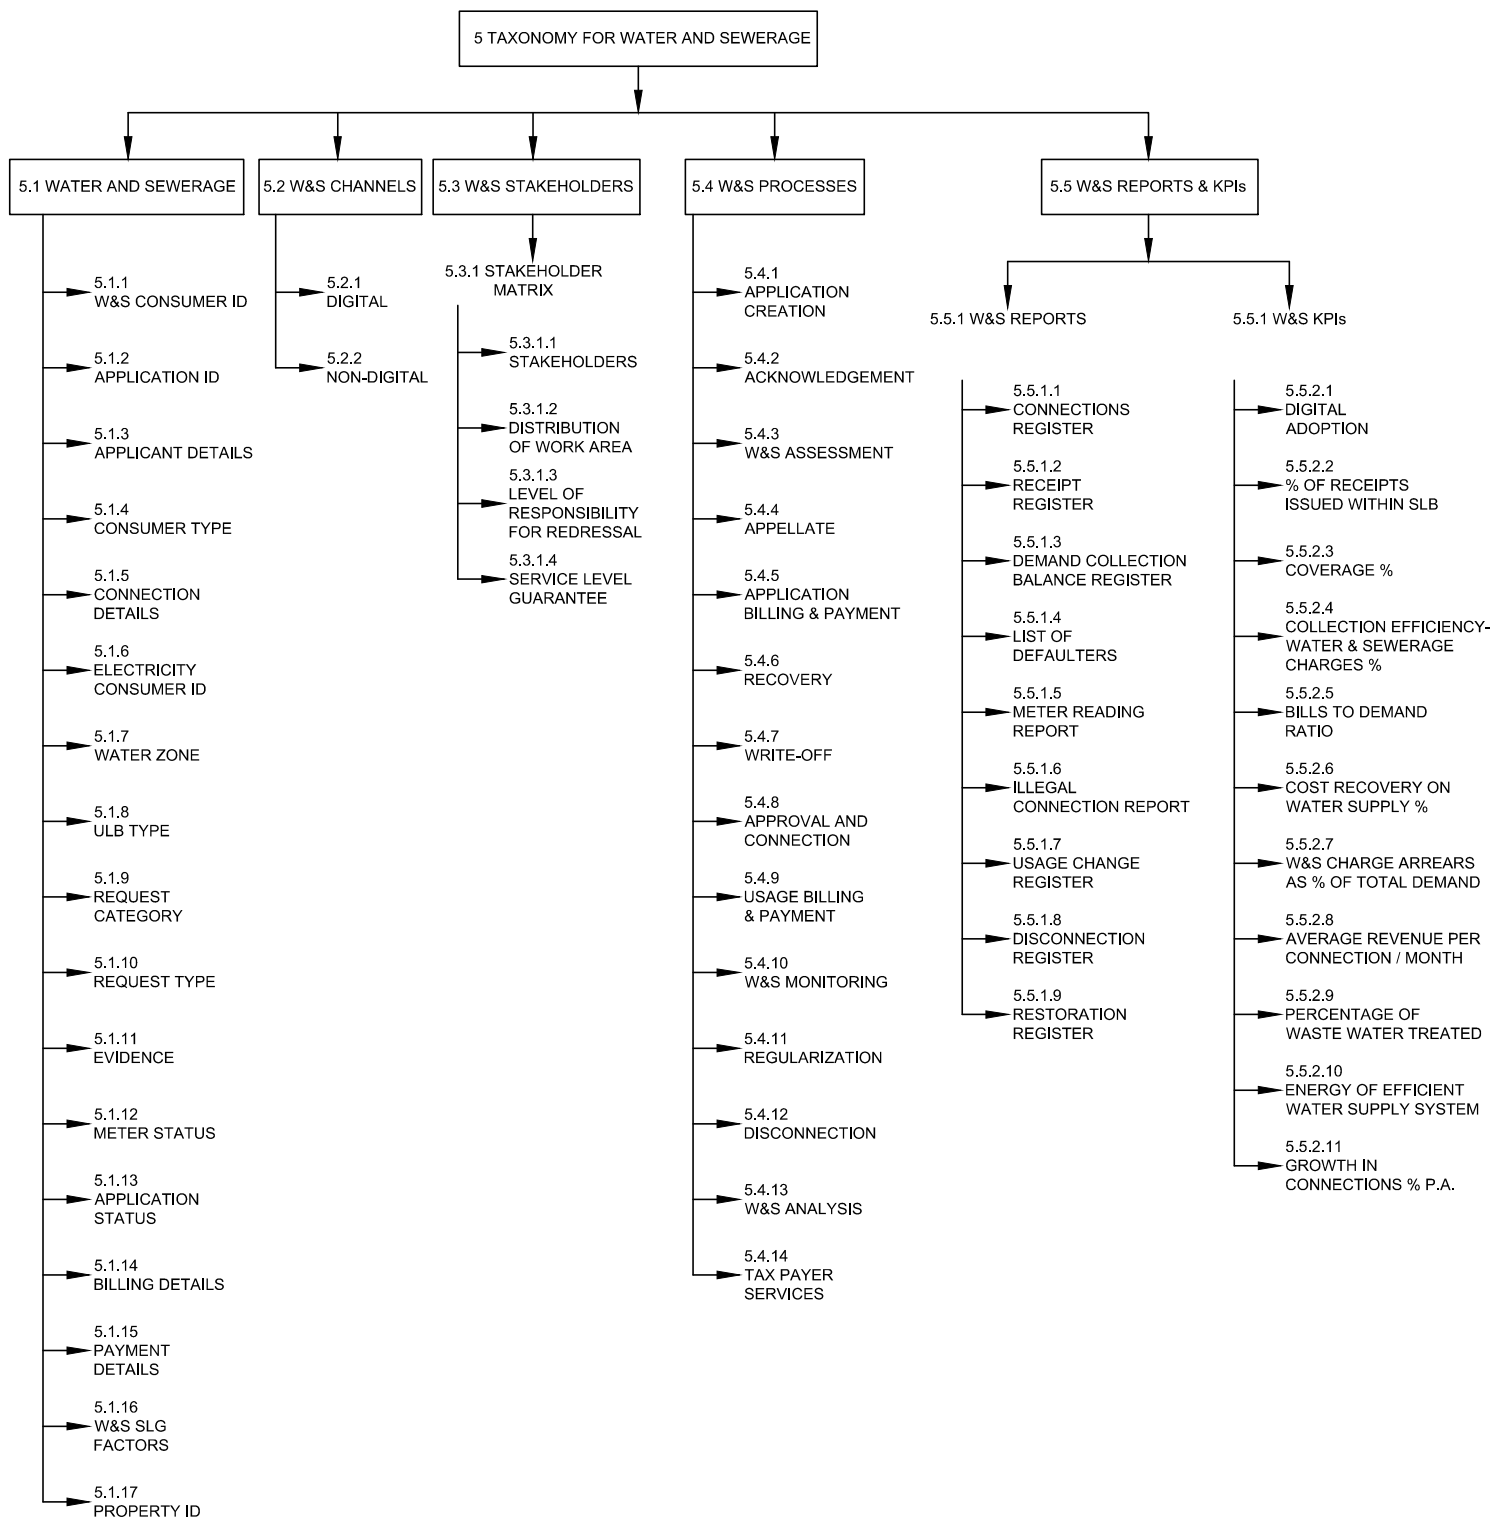 5 TAXONOMY FOR WATER AND SEWERAGE
5.1 WATER AND SEWERAGE
5.2 W&S CHANNELS
5.3 W&S STAKEHOLDERS
5.4 W&S PROCESSES
5.5 W&S REPORTS & KPIs
5.1.1
W&S CONSUMER ID
5.1.2
APPLICATION ID
5.1.3
APPLICANT DETAILS
5.1.4
CONSUMER TYPE
5.1.5
CONNECTION
DETAILS
5.1.6
ELECTRICITY
CONSUMER ID
5.1.7
WATER ZONE
5.1.8
ULB TYPE
5.1.9
REQUEST
CATEGORY
5.1.10
REQUEST TYPE
5.1.11
EVIDENCE
5.1.12
METER STATUS
5.1.13
APPLICATION
STATUS
5.1.14
BILLING DETAILS
5.1.15
PAYMENT
DETAILS
5.1.16
W&S SLG
FACTORS
5.1.17
PROPERTY ID
5.2.1
DIGITAL
5.2.2
NON-DIGITAL
5.3.1 STAKEHOLDER
MATRIX
5.3.1.1
STAKEHOLDERS
5.3.1.2
DISTRIBUTION
OF WORK AREA
5.3.1.3
LEVEL OF
RESPONSIBILITY
FOR REDRESSAL
5.3.1.4
SERVICE LEVEL
GUARANTEE
5.4.1
APPLICATION
CREATION
5.4.2
ACKNOWLEDGEMENT
5.4.3
W&S ASSESSMENT
5.4.4
APPELLATE
5.4.5
APPLICATION
BILLING & PAYMENT
5.4.6
RECOVERY
5.4.7
WRITE-OFF
5.4.8
APPROVAL AND
CONNECTION
5.4.9
USAGE BILLING
& PAYMENT
5.4.10
W&S MONITORING
5.4.11
REGULARIZATION
5.4.12
DISCONNECTION
5.4.13
W&S ANALYSIS
5.4.14
TAX PAYER
SERVICES
5.5.1 W&S REPORTS
5.5.1.1
CONNECTIONS
REGISTER
5.5.1.2
RECEIPT
REGISTER
5.5.1.3
DEMAND COLLECTION
BALANCE REGISTER
5.5.1.4
LIST OF
DEFAULTERS
5.5.1.5
METER READING
REPORT
5.5.1.6
ILLEGAL
CONNECTION REPORT
5.5.1.7
USAGE CHANGE
REGISTER
5.5.1.8
DISCONNECTION
REGISTER
5.5.1.9
RESTORATION
REGISTER
5.5.1 W&S KPIs
5.5.2.1
DIGITAL
ADOPTION
5.5.2.2
% OF RECEIPTS
ISSUED WITHIN SLB
5.5.2.3
COVERAGE %
5.5.2.4
COLLECTION EFFICIENCY-
WATER & SEWERAGE
CHARGES %
5.5.2.5
BILLS TO DEMAND
RATIO
5.5.2.6
COST RECOVERY ON
WATER SUPPLY %
5.5.2.7
W&S CHARGE ARREARS
AS % OF TOTAL DEMAND
5.5.2.8
AVERAGE REVENUE PER
CONNECTION / MONTH
5.5.2.9
PERCENTAGE OF
WASTE WATER TREATED
5.5.2.10
ENERGY OF EFFICIENT
WATER SUPPLY SYSTEM
5.5.2.11
GROWTH IN
CONNECTIONS % P.A.